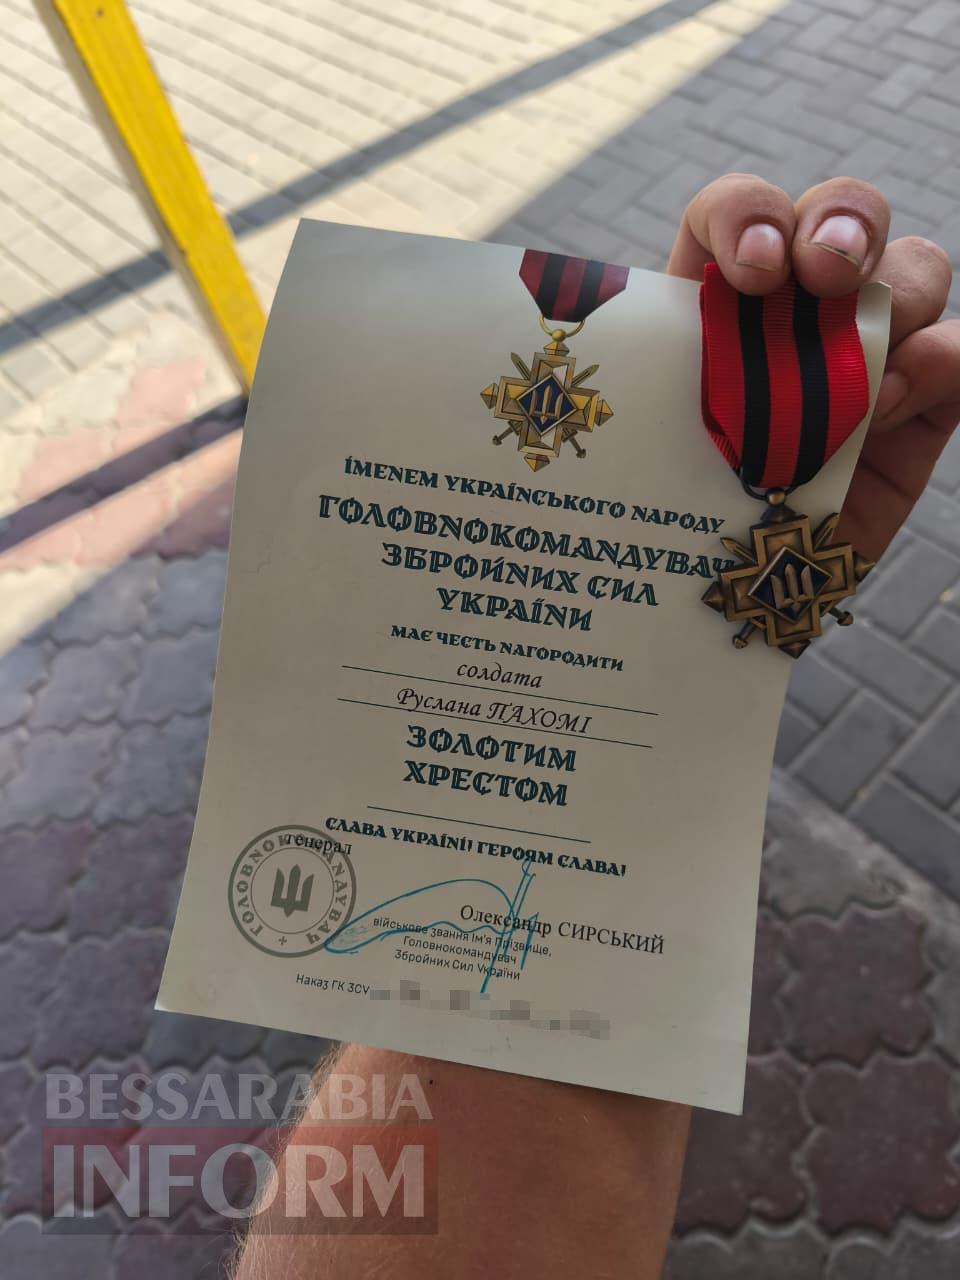 ІМЕНЕМ УКРАЇНСЬКОГО НАРОДУ
ГОЛОВНОКОМАНДУВАЧ
ЗБРОЙНИХ СИЛ
УКРАЇНИ
МАЄ ЧЕСТЬ НАГОРОДИТИ
солдата
Руслана ПАХОМІ
ЗОЛОТИМ
ХРЕСТОМ
СЛАВА УКРАЇНІ! ГЕРОЯМ СЛАВА!
генерал
ГОЛОВНОКОМАНДУВАЧ
Олександр СИРСЬКИЙ
військове звання Ім'я Прізвище,
Головнокомандувач
Збройних Сил України
Наказ ГК ЗСУ
BESSARABIA
INFORM